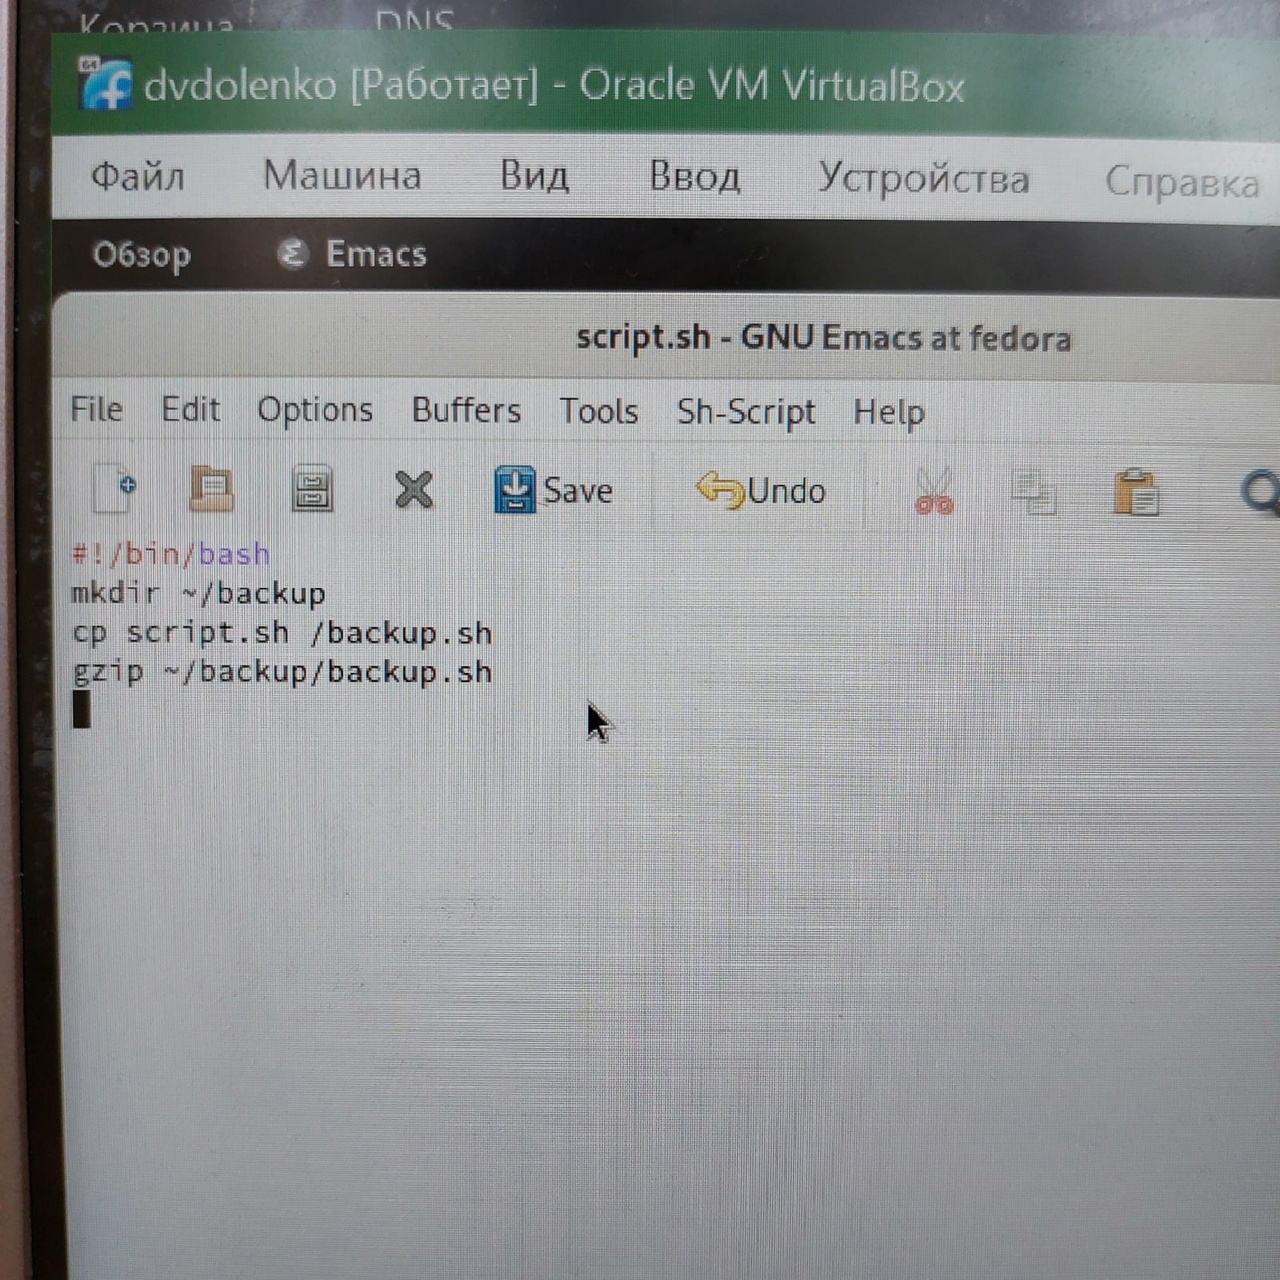 Корзина DNS
64
dvdolenko [Работает] - Oracle VM VirtualBox
Файл Машина Вид Ввод Устройства Справка
Обзор Emacs
script.sh - GNU Emacs at fedora
File Edit Options Buffers Tools Sh-Script Help
Save Undo
#!/bin/bash
mkdir ~/backup
cp script.sh /backup.sh
gzip ~/backup/backup.sh